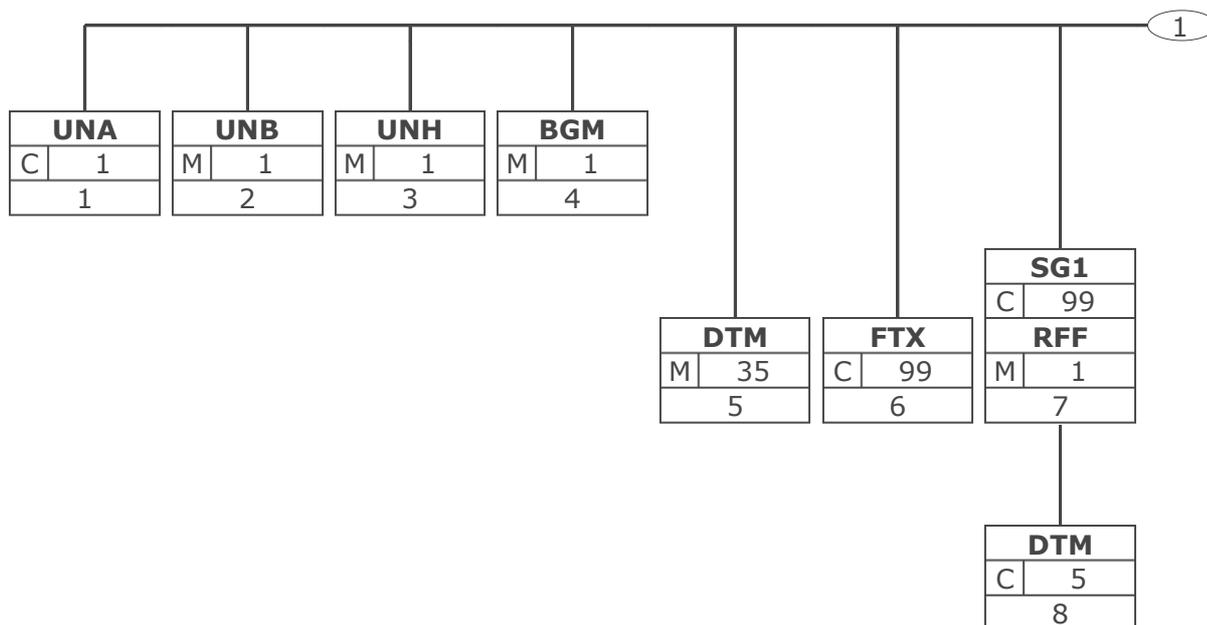 1
UNA UNB UNH BGM
C 1 M 1 M 1 M 1
1 2 3 4
SG1
C 99
DTM FTX RFF
M 35 C 99 M 1
5 6 7
DTM
C 5
8